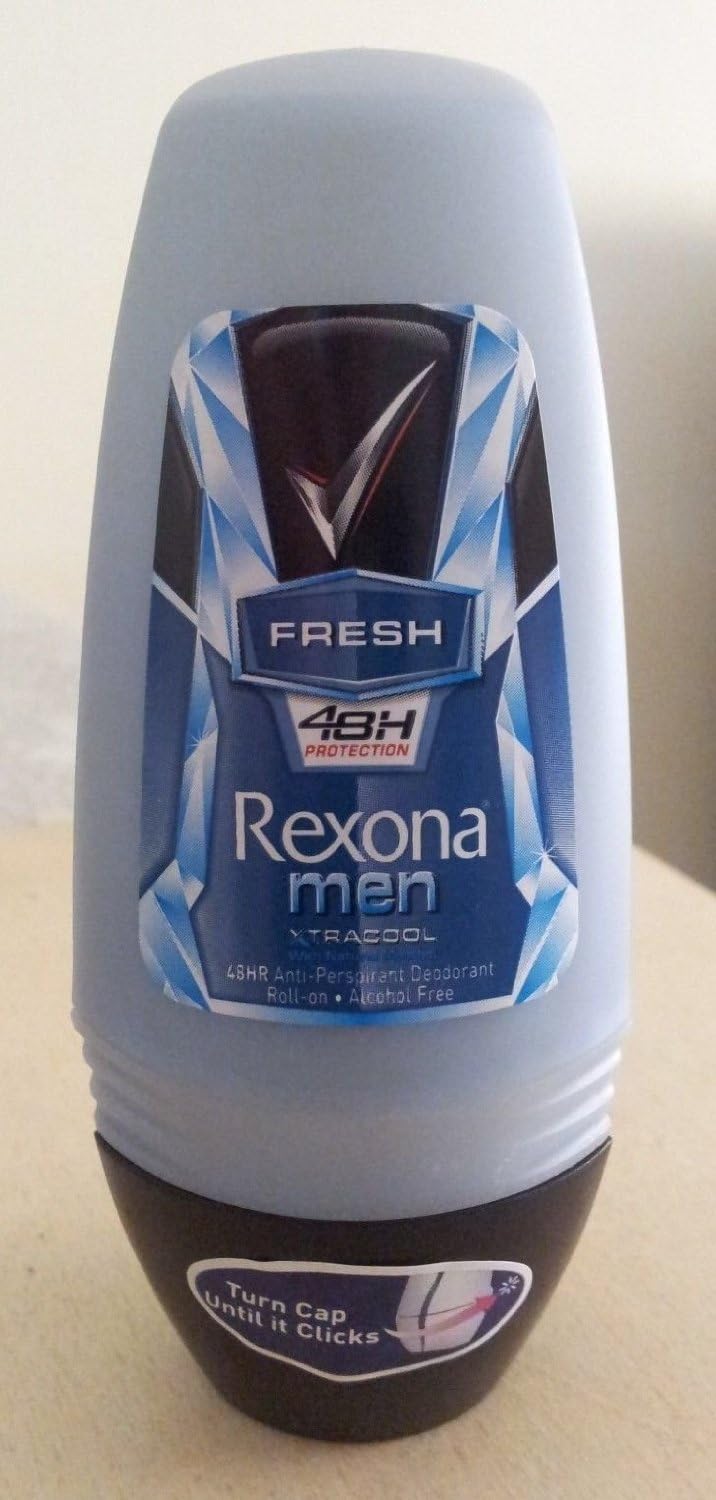 FRESH
48H
PROTECTION
Rexona
men
XTRACOOL
48HR Anti-Perspirant Deodorant
Roll-on • Alcohol Free
Turn Cap
Until it Clicks